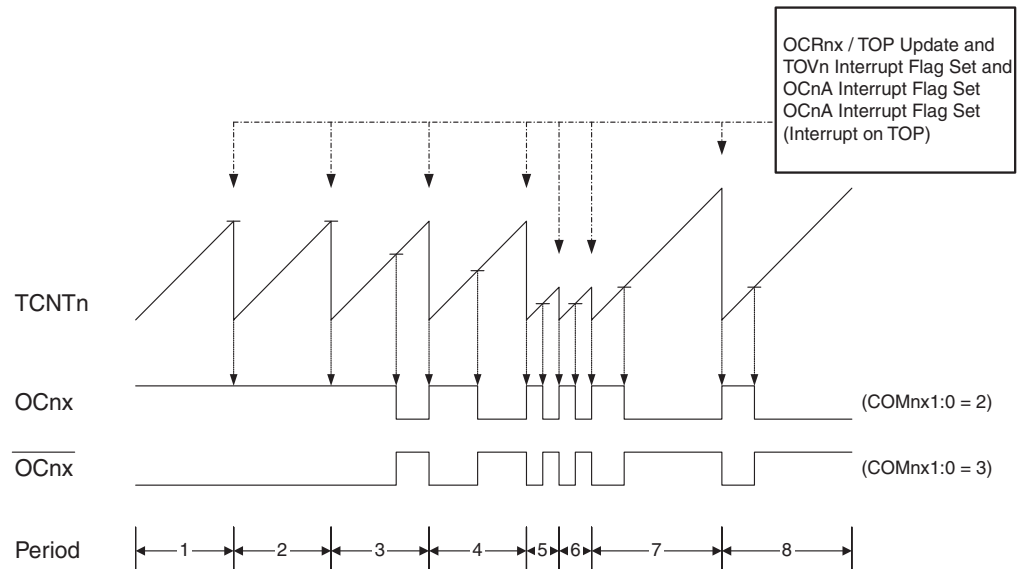 OCRnx / TOP Update and
TOVn Interrupt Flag Set and
OCnA Interrupt Flag Set
OCnA Interrupt Flag Set
(Interrupt on TOP)
TCNTn
OCnx
(COMnx1:0 = 2)
OCnx
(COMnx1:0 = 3)
Period 1 2 3 4 5 6 7 8